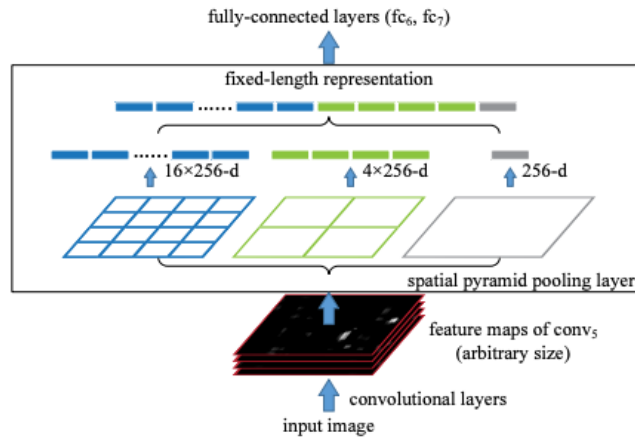 fully-connected layers (fc₆, fc₇)
fixed-length representation
16×256-d
4×256-d
256-d
spatial pyramid pooling layer
feature maps of conv₅
(arbitrary size)
convolutional layers
input image